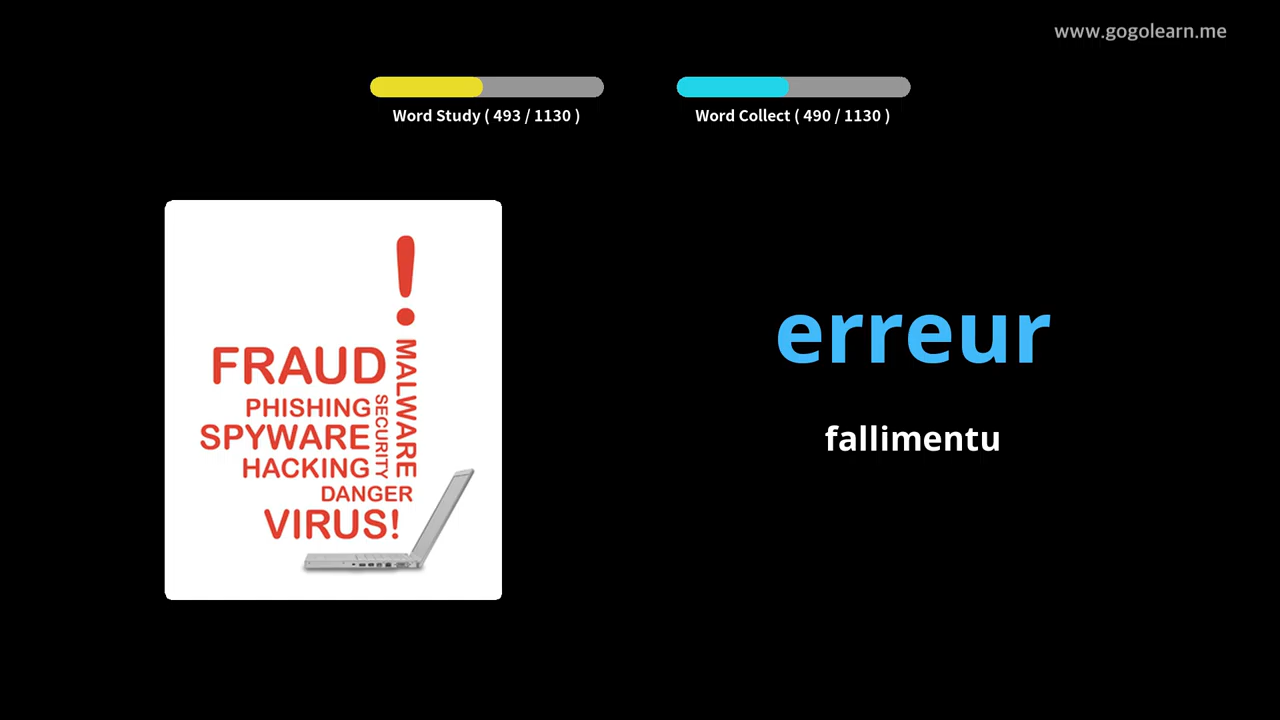 www.gogolearn.me
Word Study ( 493 / 1130 )
Word Collect ( 490 / 1130 )
!
FRAUD
MALWARE
PHISHING
SECURITY
SPYWARE
HACKING
DANGER
VIRUS!
erreur
fallimentu